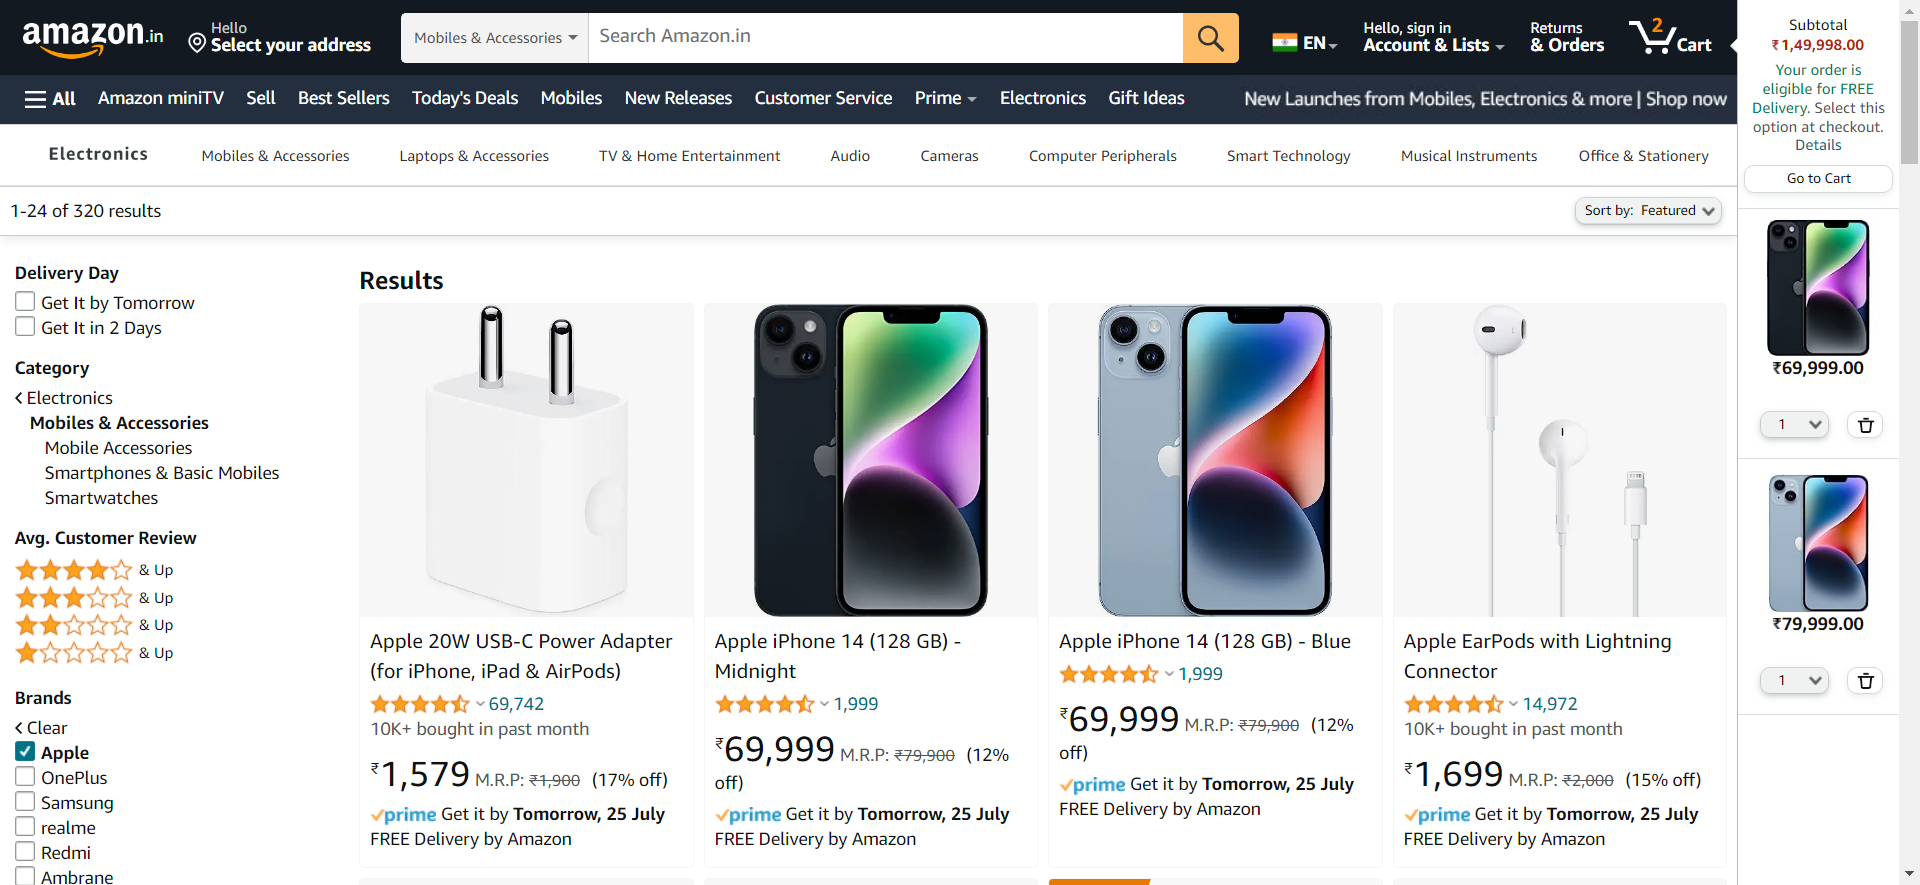 amazon.in
Hello
Select your address
Mobiles & Accessories
Search Amazon.in
EN
Hello, sign in
Account & Lists
Returns
& Orders
2
Cart
All
Amazon miniTV
Sell
Best Sellers
Today's Deals
Mobiles
New Releases
Customer Service
Prime
Electronics
Gift Ideas
New Launches from Mobiles, Electronics & more | Shop now
Electronics
Mobiles & Accessories
Laptops & Accessories
TV & Home Entertainment
Audio
Cameras
Computer Peripherals
Smart Technology
Musical Instruments
Office & Stationery
1-24 of 320 results
Sort by: Featured
Delivery Day
Get It by Tomorrow
Get It in 2 Days
Category
Electronics
Mobiles & Accessories
Mobile Accessories
Smartphones & Basic Mobiles
Smartwatches
Avg. Customer Review
& Up
& Up
& Up
& Up
Brands
Clear
Apple
OnePlus
Samsung
realme
Redmi
Ambrane
Results
Apple 20W USB-C Power Adapter
(for iPhone, iPad & AirPods)
69,742
10K+ bought in past month
₹1,579 M.R.P: ₹1,900 (17% off)
prime Get it by Tomorrow, 25 July
FREE Delivery by Amazon
Apple iPhone 14 (128 GB) -
Midnight
1,999
₹69,999 M.R.P: ₹79,900 (12%
off)
prime Get it by Tomorrow, 25 July
FREE Delivery by Amazon
Apple iPhone 14 (128 GB) - Blue
1,999
₹69,999 M.R.P: ₹79,900 (12%
off)
prime Get it by Tomorrow, 25 July
FREE Delivery by Amazon
Apple EarPods with Lightning
Connector
14,972
10K+ bought in past month
₹1,699 M.R.P: ₹2,000 (15% off)
prime Get it by Tomorrow, 25 July
FREE Delivery by Amazon
Subtotal
₹1,49,998.00
Your order is
eligible for FREE
Delivery. Select this
option at checkout.
Details
Go to Cart
₹69,999.00
1
₹79,999.00
1